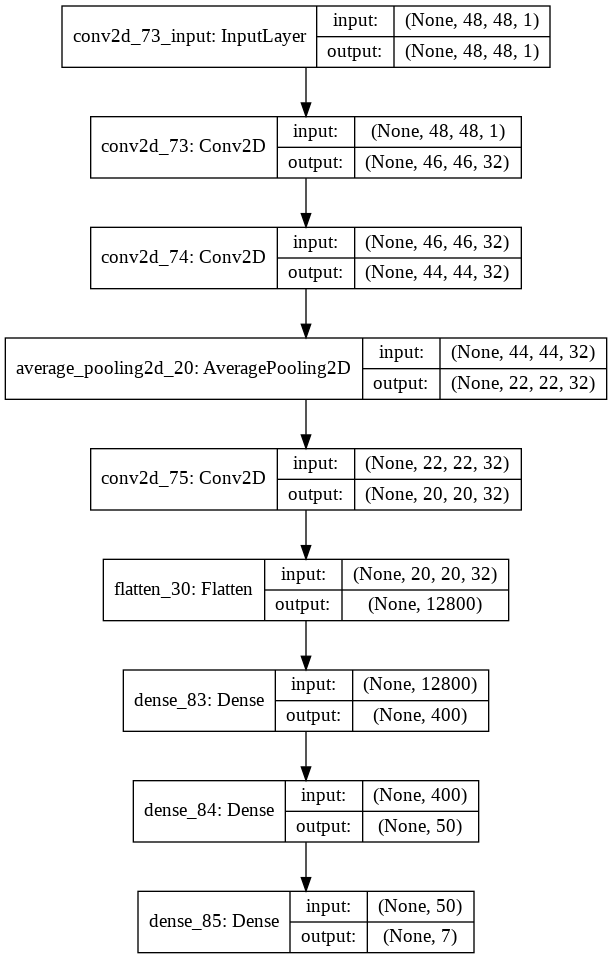 conv2d_73_input: InputLayer
input: (None, 48, 48, 1)
output: (None, 48, 48, 1)
conv2d_73: Conv2D
input: (None, 48, 48, 1)
output: (None, 46, 46, 32)
conv2d_74: Conv2D
input: (None, 46, 46, 32)
output: (None, 44, 44, 32)
average_pooling2d_20: AveragePooling2D
input: (None, 44, 44, 32)
output: (None, 22, 22, 32)
conv2d_75: Conv2D
input: (None, 22, 22, 32)
output: (None, 20, 20, 32)
flatten_30: Flatten
input: (None, 20, 20, 32)
output: (None, 12800)
dense_83: Dense
input: (None, 12800)
output: (None, 400)
dense_84: Dense
input: (None, 400)
output: (None, 50)
dense_85: Dense
input: (None, 50)
output: (None, 7)